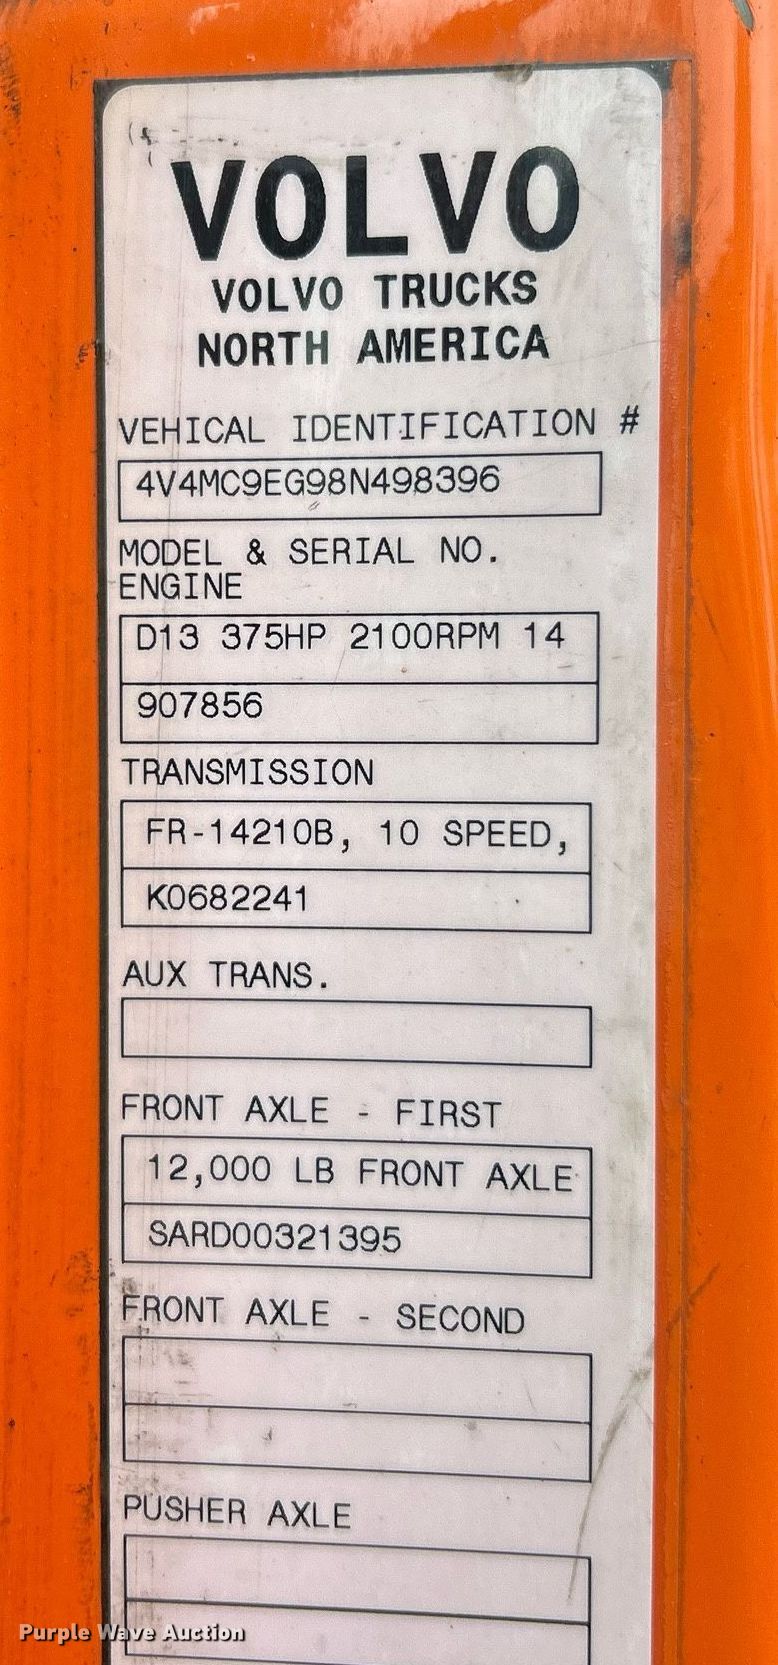 VOLVO
VOLVO TRUCKS
NORTH AMERICA
VEHICAL IDENTIFICATION #
4V4MC9EG98N498396
MODEL & SERIAL NO.
ENGINE
D13 375HP 2100RPM 14
907856
TRANSMISSION
FR-14210B, 10 SPEED,
K0682241
AUX TRANS.
FRONT AXLE - FIRST
12,000 LB FRONT AXLE
SARD00321395
FRONT AXLE - SECOND
PUSHER AXLE
Purple Wave Auction